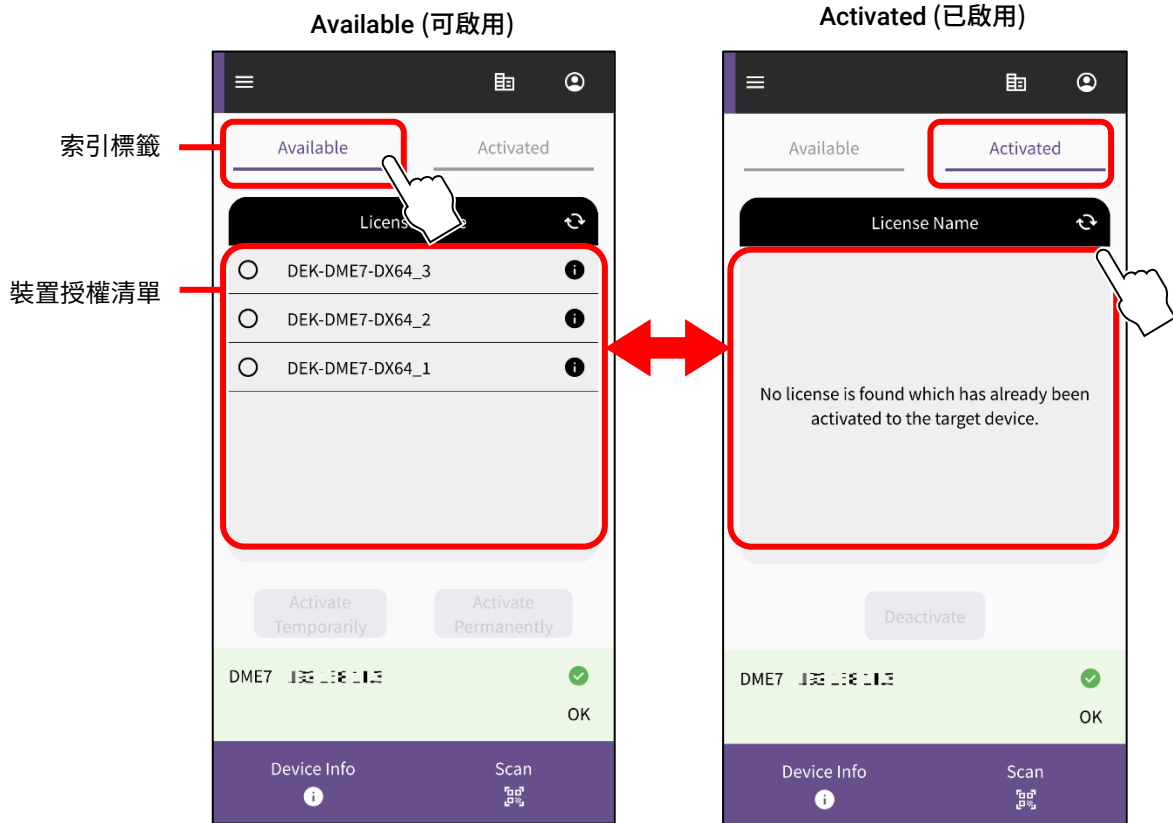 Available (可啟用)
Activated (已啟用)
索引標籤
Available
Activated
裝置授權清單
DEK-DME7-DX64_3
DEK-DME7-DX64_2
DEK-DME7-DX64_1
Activate
Temporarily
Activate
Permanently
DME7
OK
Device Info
Scan
Available
Activated
License Name
No license is found which has already been
activated to the target device.
Deactivate
DME7
OK
Device Info
Scan